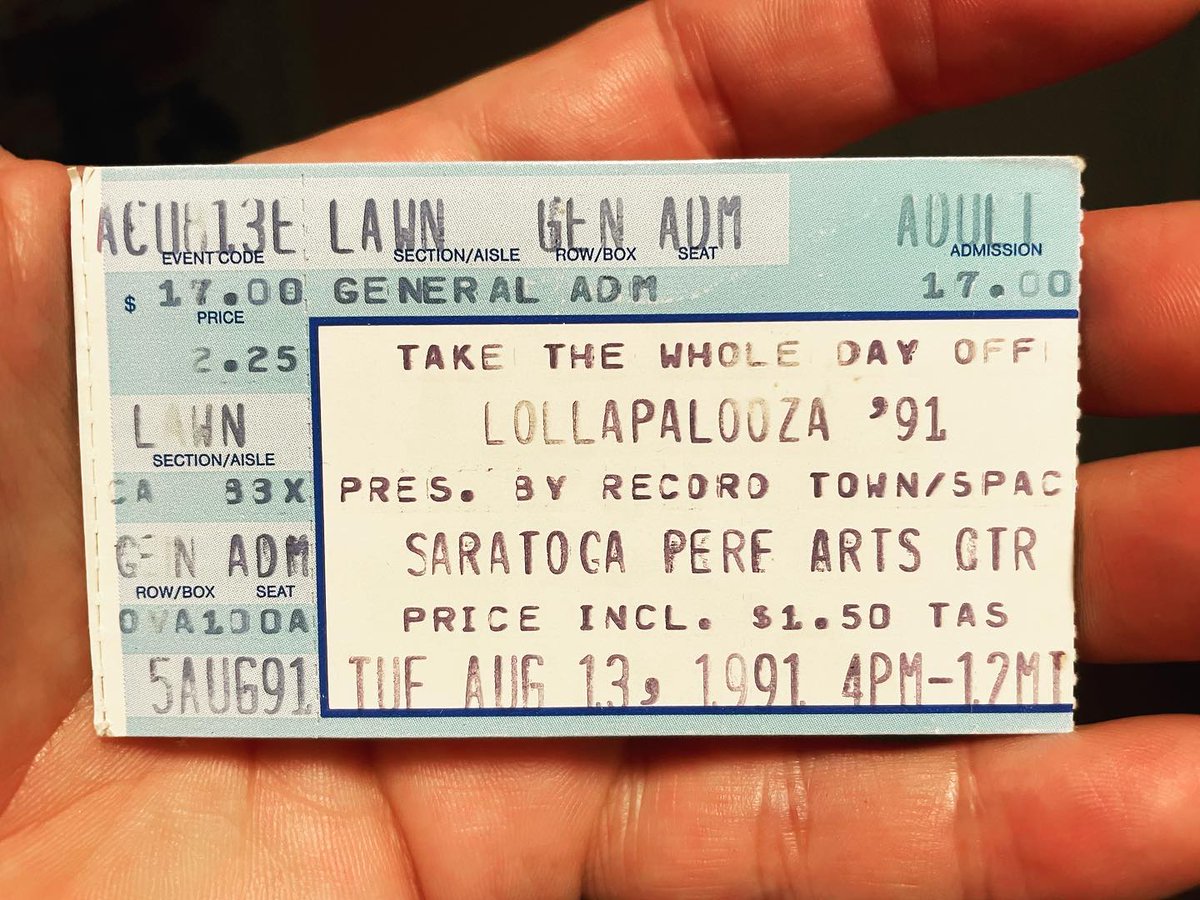 ACU813E LAWN GEN ADM ADULT
EVENT CODE SECTION/AISLE ROW/BOX SEAT ADMISSION
$ 17.00 GENERAL ADM 17.00
PRICE
2.25 TAKE THE WHOLE DAY OFF
LAWN LOLLAPALOOZA '91
SECTION/AISLE
CA 93X PRES. BY RECORD TOWN/SPAC
GEN ADM SARATOGA PERF ARTS CTR
ROW/BOX SEAT
OVA100A PRICE INCL. $1.50 TAS
5AUG91 TUE AUG 13, 1991 4PM-12MT